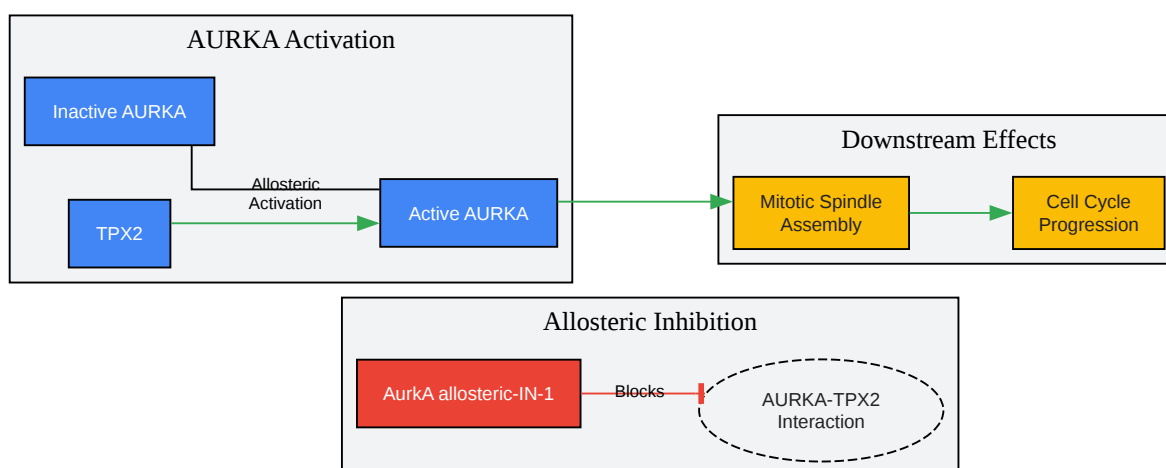 AURKA Activation
Inactive AURKA
Allosteric
Activation
TPX2
Active AURKA
Downstream Effects
Mitotic Spindle
Assembly
Cell Cycle
Progression
Allosteric Inhibition
AurkA allosteric-IN-1
Blocks
AURKA-TPX2
Interaction